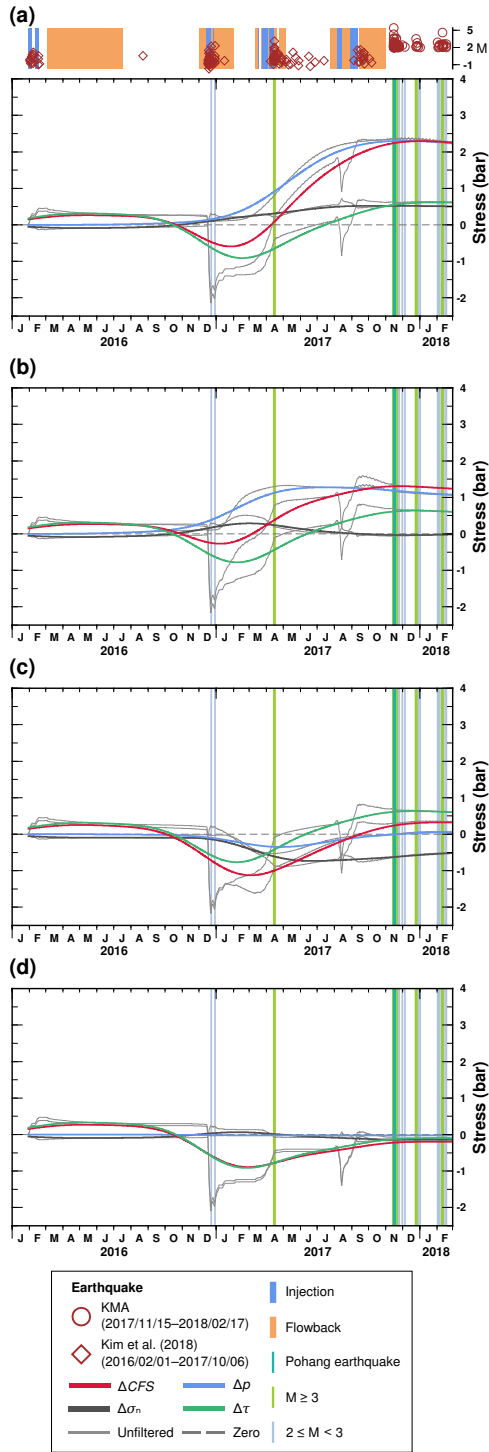 (a)
5
2 M
-1
4
3
2
1
0
-1
-2
Stress (bar)
J F M A M J J A S O N D J F M A M J J A S O N D J F
2016 2017 2018
(b)
4
3
2
1
0
-1
-2
Stress (bar)
J F M A M J J A S O N D J F M A M J J A S O N D J F
2016 2017 2018
(c)
4
3
2
1
0
-1
-2
Stress (bar)
J F M A M J J A S O N D J F M A M J J A S O N D J F
2016 2017 2018
(d)
4
3
2
1
0
-1
-2
Stress (bar)
J F M A M J J A S O N D J F M A M J J A S O N D J F
2016 2017 2018
Earthquake
KMA
(2017/11/15–2018/02/17)
Kim et al. (2018)
(2016/02/01–2017/10/06)
ΔCFS Δp
Δσn Δτ
Unfiltered Zero
Injection
Flowback
Pohang earthquake
M ≥ 3
2 ≤ M < 3